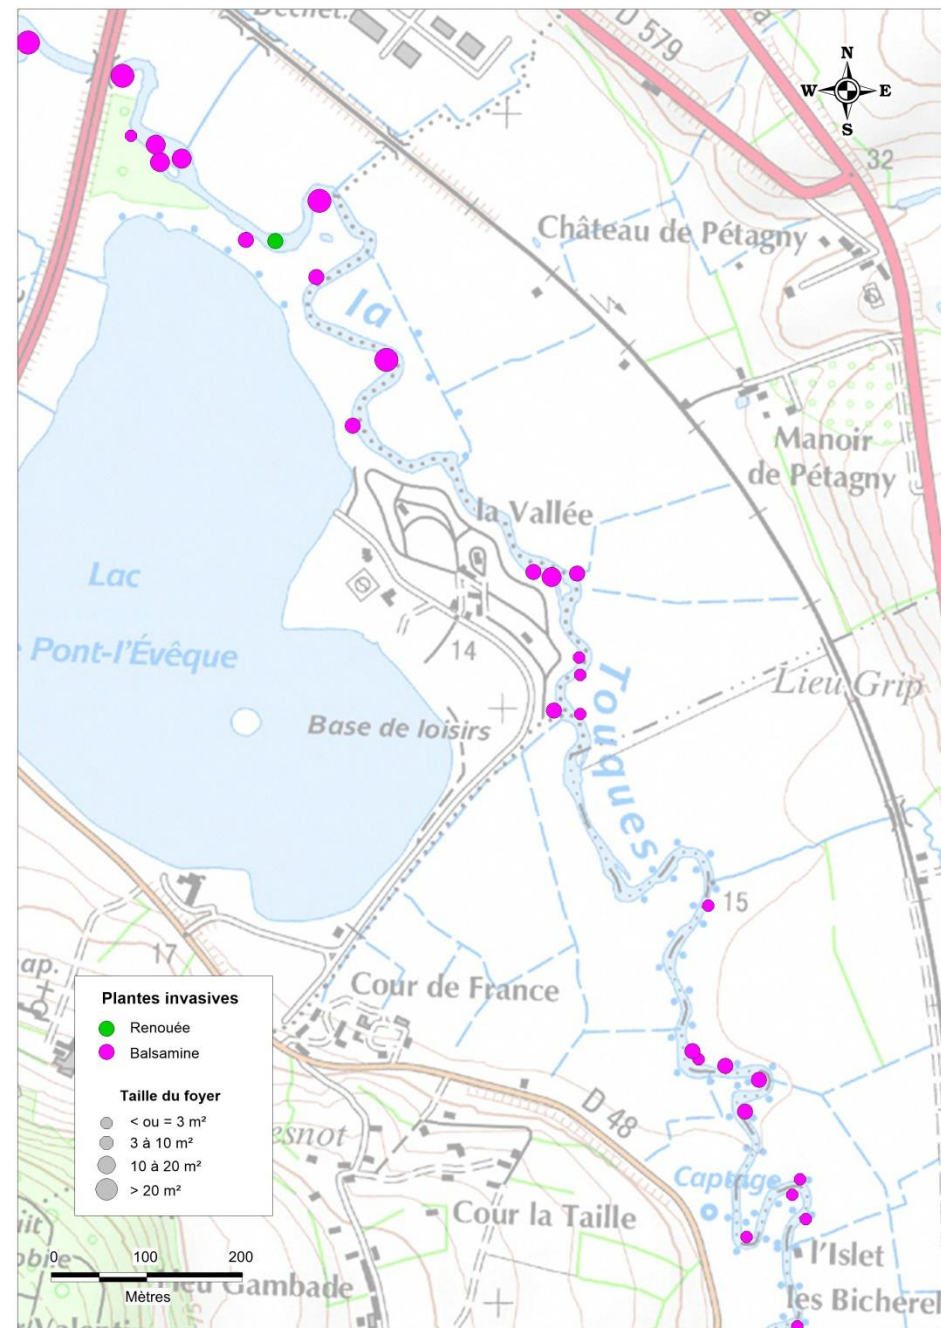 Déchet.
D 579
N
W E
S
32
Château de Pétagny
la
Manoir
de Pétagny
la Vallée
Lac
Pont-l'Évêque
14
Touques
Lieu Grip
Base de loisirs
15
17
ap.
Cour de France
Plantes invasives
Renouée
Balsamine
Taille du foyer
< ou = 3 m²
3 à 10 m²
10 à 20 m²
> 20 m²
esnot
D 48
Captage
Cour la Taille
l'Islet
les Bicherel
0 100 200
Mètres
Gambade